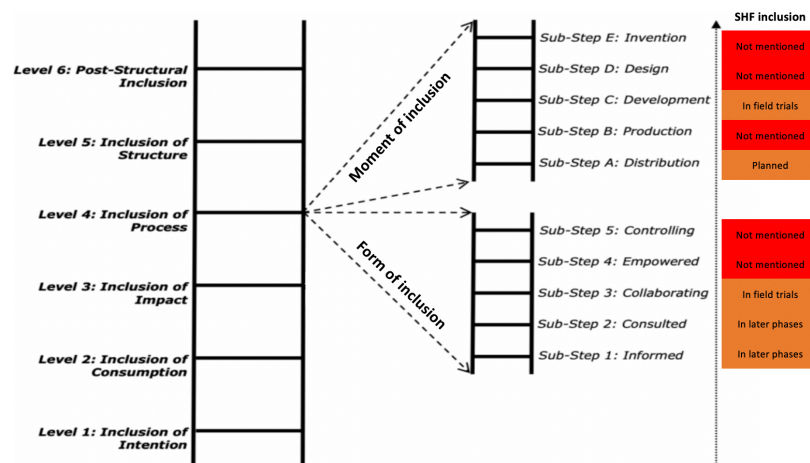 SHF inclusion
Sub-Step E: Invention
Not mentioned
Level 6: Post-Structural
Inclusion
Sub-Step D: Design
Not mentioned
Moment of inclusion
Sub-Step C: Development
In field trials
Level 5: Inclusion of
Structure
Sub-Step B: Production
Not mentioned
Sub-Step A: Distribution
Planned
Level 4: Inclusion of
Process
Sub-Step 5: Controlling
Not mentioned
Form of inclusion
Sub-Step 4: Empowered
Not mentioned
Level 3: Inclusion of
Impact
Sub-Step 3: Collaborating
In field trials
Sub-Step 2: Consulted
In later phases
Level 2: Inclusion of
Consumption
Sub-Step 1: Informed
In later phases
Level 1: Inclusion of
Intention